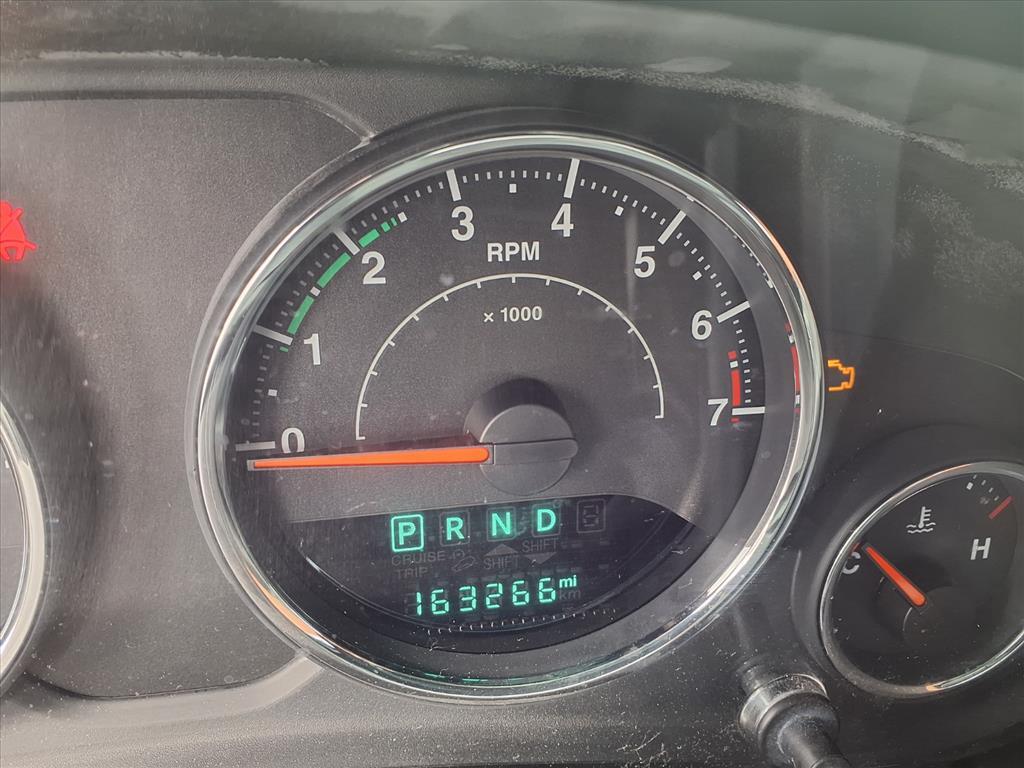 0
1
2
3
4
5
6
7
RPM
x 1000
P R N D
CRUISE
TRIP
SHIFT
SHIFT
163266 mi
km
C
H